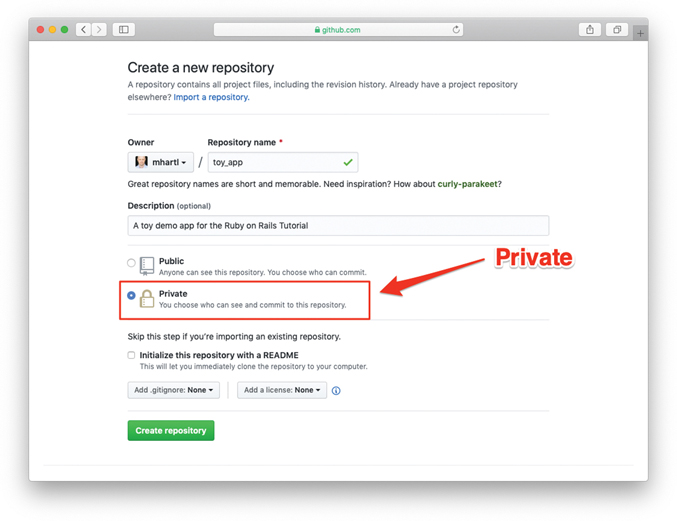 github.com
Create a new repository
A repository contains all project files, including the revision history. Already have a project repository
elsewhere? Import a repository.
Owner Repository name *
mhartl / toy_app
Great repository names are short and memorable. Need inspiration? How about curly-parakeet?
Description (optional)
A toy demo app for the Ruby on Rails Tutorial
Public
Anyone can see this repository. You choose who can commit.
Private
Private
You choose who can see and commit to this repository.
Skip this step if you're importing an existing repository.
Initialize this repository with a README
This will let you immediately clone the repository to your computer.
Add .gitignore: None Add a license: None
Create repository